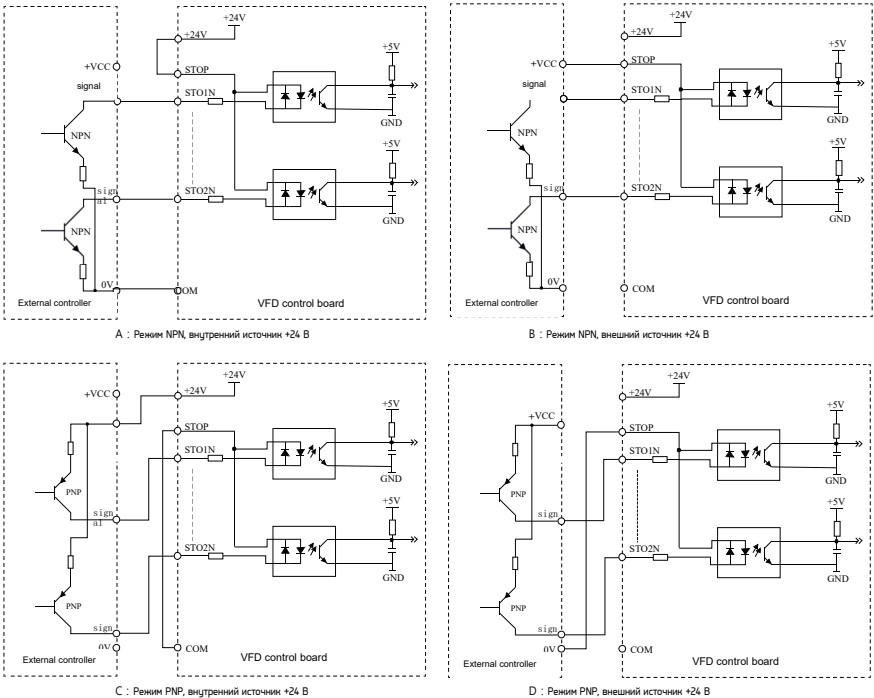 +24V
+24V
+VCC
STOP
+5V
signal
STO1N
GND
NPN
+5V
sign
al
STO2N
GND
NPN
0V
COM
External controller
VFD control board
A : Режим NPN, внутренний источник +24 В
+24V
+24V
+VCC
STOP
+5V
signal
STO1N
GND
NPN
+5V
sign
STO2N
GND
NPN
0V
COM
External controller
VFD control board
B : Режим NPN, внешний источник +24 В
+24V
+VCC
+24V
+5V
STOP
STO1N
GND
PNP
+5V
sign
al
STO2N
GND
PNP
sign
0V
COM
External controller
VFD control board
C : Режим PNP, внутренний источник +24 В
+24V
+24V
+VCC
+5V
STOP
STO1N
GND
PNP
+5V
sign
STO2N
GND
PNP
sign
0V
COM
External controller
VFD control board
D : Режим PNP, внешний источник +24 В